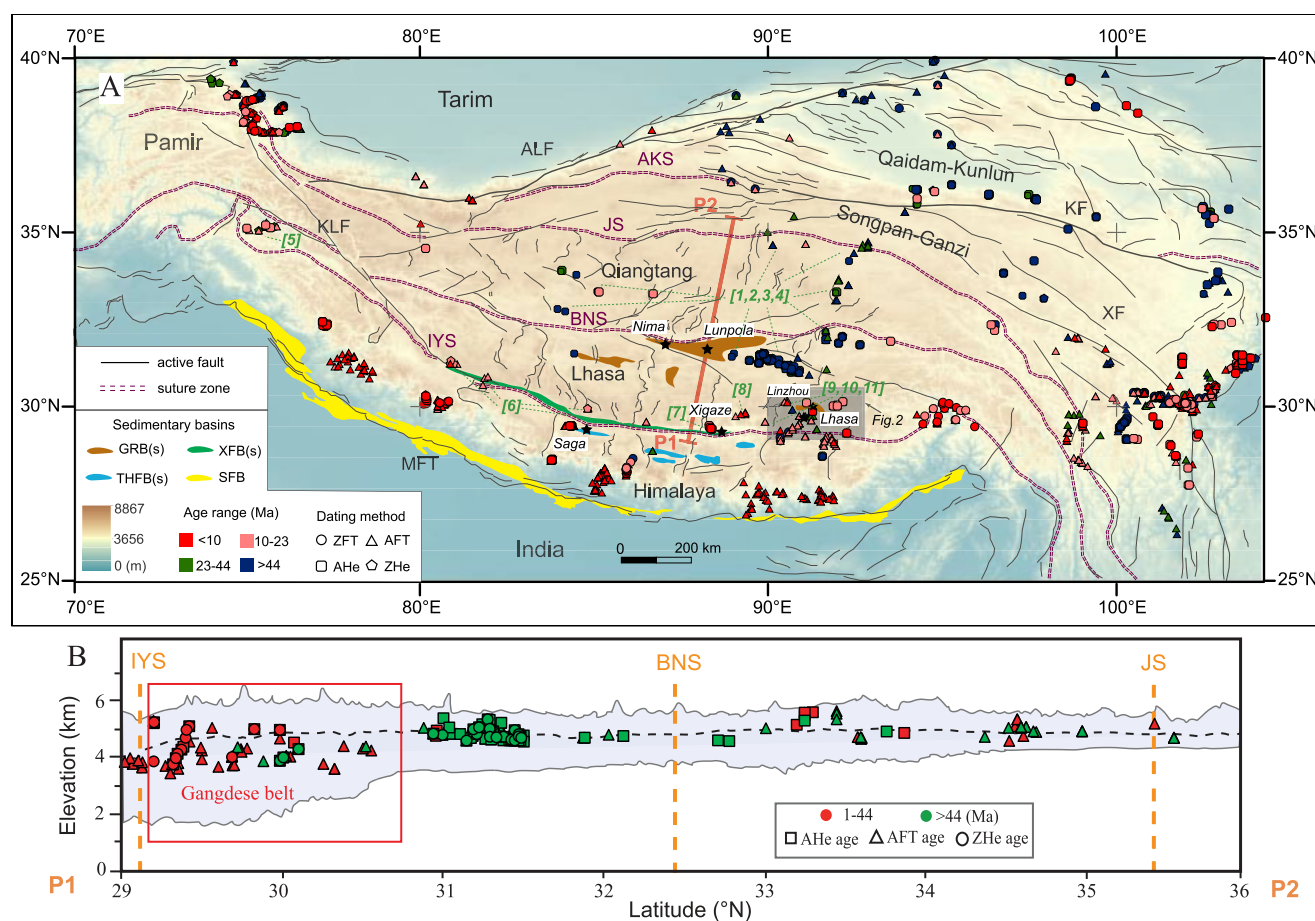 70°E 80°E 90°E 100°E
40°N 40°N
A
Tarim
Pamir
ALF
AKS
Qaidam-Kunlun
P2
KF
Songpan-Ganzi
35°N 35°N
KLF
JS
[5]
Qiangtang
[1,2,3,4]
BNS
Nima Lunpola
XF
IYS
active fault
suture zone
Lhasa
[8]
Linzhou
[9,10,11]
30°N 30°N
[6]
[7]
Xigaze
Lhasa
Fig.2
Saga
P1
Sedimentary basins
GRB(s) XFB(s)
THFB(s) SFB
MFT
Himalaya
8867
3656
0 (m)
Age range (Ma)
<10 10-23
23-44 >44
Dating method
ZFT AFT
AHe ZHe
India
0 200 km
25°N 25°N
70°E 80°E 90°E 100°E
B
IYS BNS JS
Elevation (km)
6
4
2
0
Gangdese belt
1-44 >44 (Ma)
AHe age AFT age ZHe age
P1 P2
29 30 31 32 33 34 35 36
Latitude (°N)